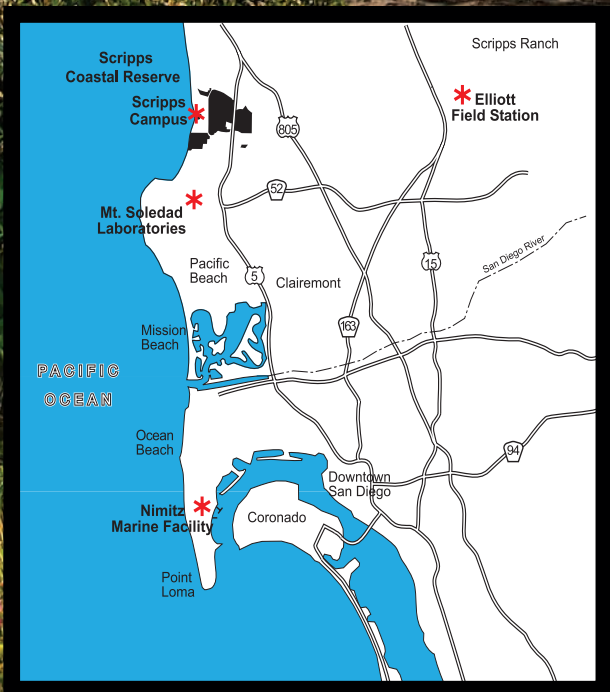 Scripps Ranch
Scripps
Coastal Reserve
Scripps
Campus
Elliott
Field Station
805
52
Mt. Soledad
Laboratories
San Diego River
Pacific
Beach
5
Clairemont
15
163
Mission
Beach
PACIFIC
OCEAN
Ocean
Beach
94
Downtown
San Diego
Nimitz
Marine Facility
Coronado
Point
Loma